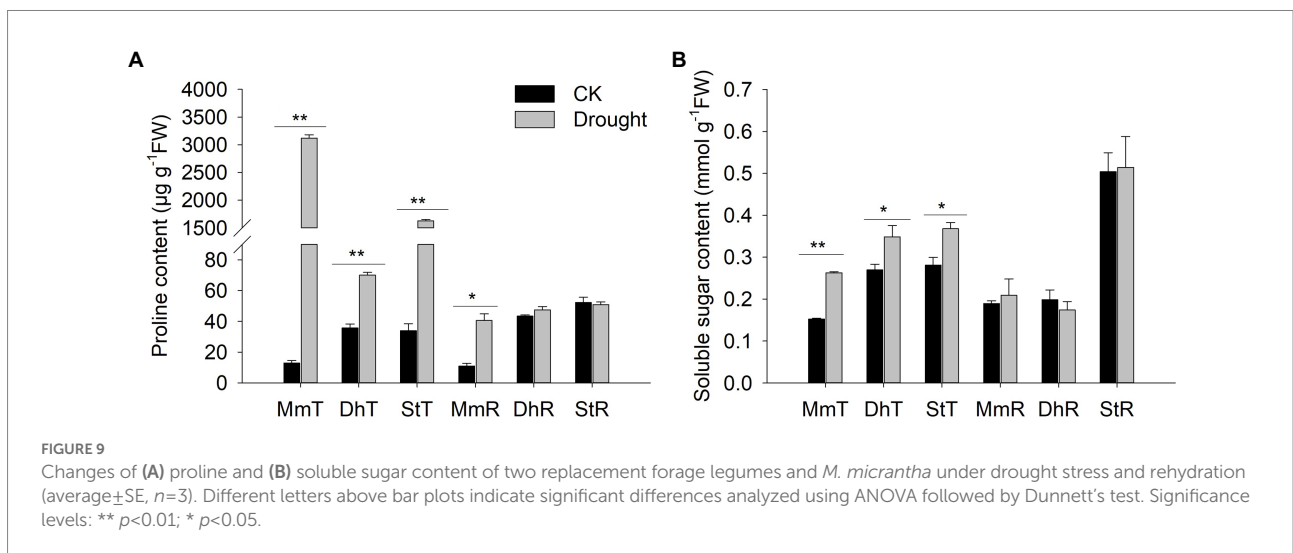 A
Proline content (µg g-1FW)
4000
3500
3000
2500
2000
1500
80
60
40
20
0
**
**
**
*
CK
Drought
MmT DhT StT MmR DhR StR
B
Soluble sugar content (mmol g-1FW)
0.7
0.6
0.5
0.4
0.3
0.2
0.1
0.0
**
*
*
MmT DhT StT MmR DhR StR
FIGURE 9
Changes of (A) proline and (B) soluble sugar content of two replacement forage legumes and M. micrantha under drought stress and rehydration
(average±SE, n=3). Different letters above bar plots indicate significant differences analyzed using ANOVA followed by Dunnett's test. Significance
levels: ** p<0.01; * p<0.05.